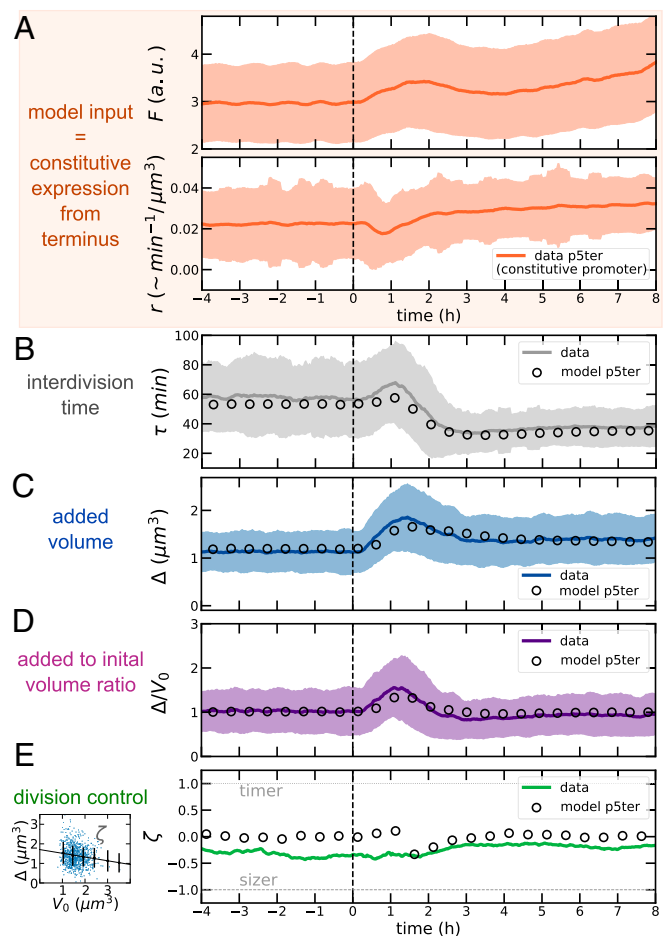 A
model input
=
constitutive
expression
from
terminus
F (a.u.)
4
3
2
r (~min⁻¹/μm³)
0.04
0.02
0.00
data p5ter
(constitutive promoter)
−4 −3 −2 −1 0 1 2 3 4 5 6 7 8
time (h)
B
interdivision
time
τ (min)
100
80
60
40
20
data
model p5ter
C
added
volume
Δ (μm³)
2
1
0
data
model p5ter
D
added to inital
volume ratio
Δ/V₀
3
2
1
0
data
model p5ter
E
division control
Δ (μm³)
3
2
1
0
ζ
1 2 3
V₀ (μm³)
ζ
1.0
0.5
0.0
−0.5
−1.0
timer
sizer
data
model p5ter
−4 −3 −2 −1 0 1 2 3 4 5 6 7 8
time (h)